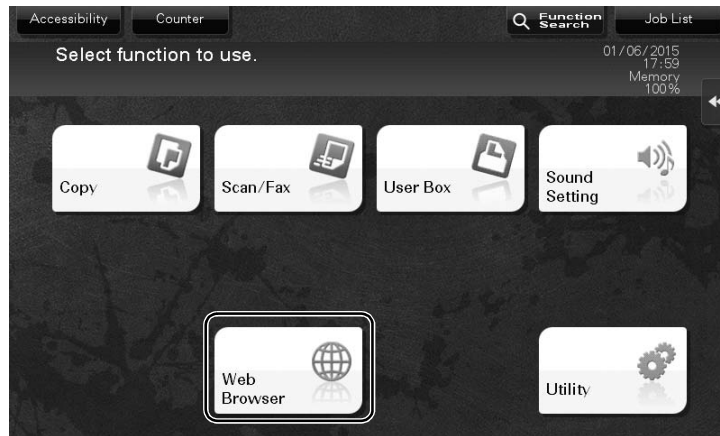 Accessibility
Counter
Function
Search
Job List
Select function to use.
01/06/2015
17:59
Memory
100%
Copy
Scan/Fax
User Box
Sound
Setting
Web
Browser
Utility